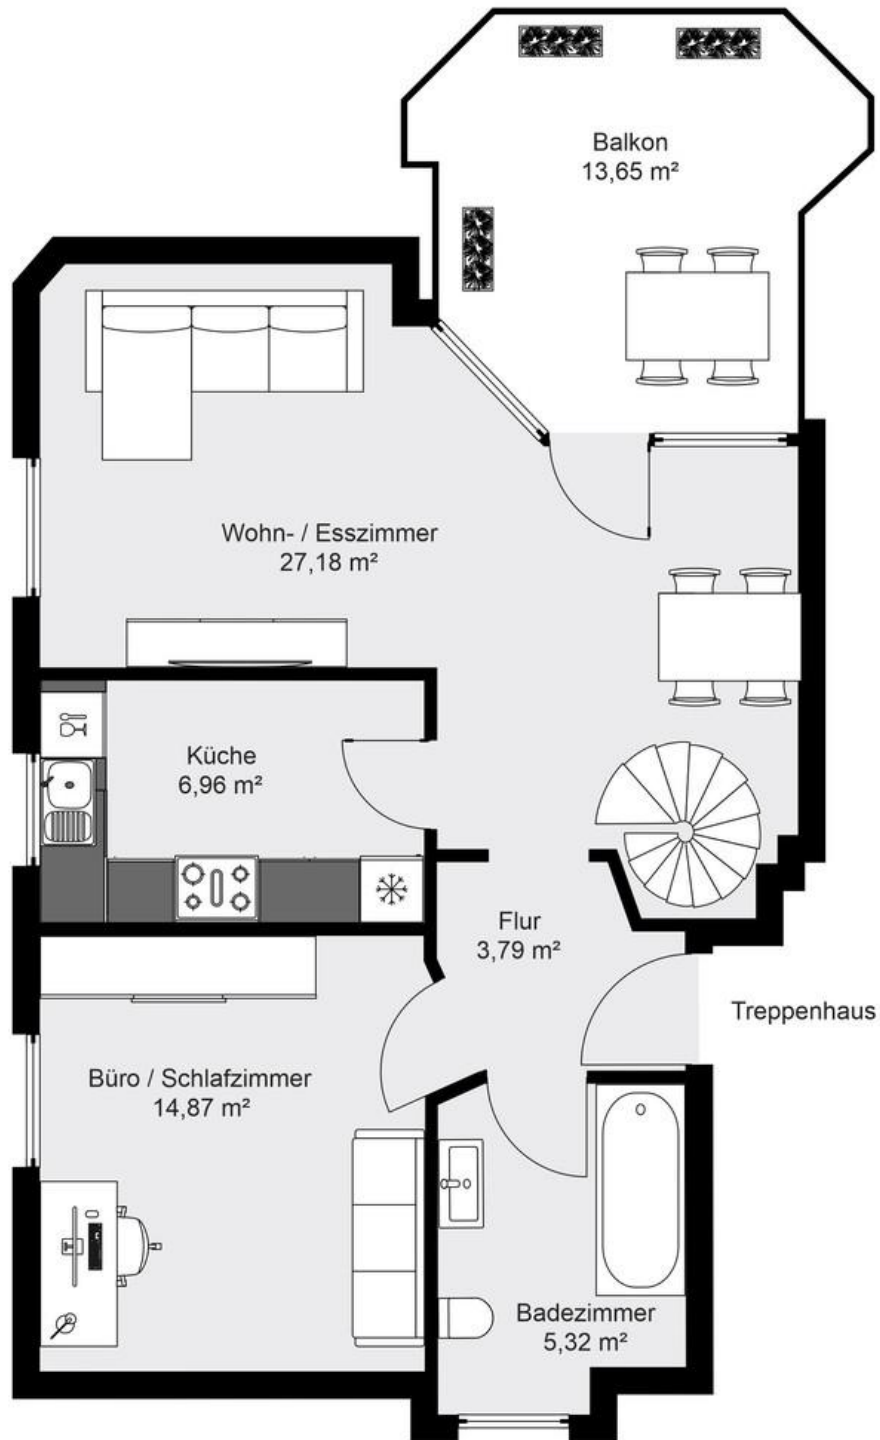 Balkon
13,65 m²
Wohn- / Esszimmer
27,18 m²
Küche
6,96 m²
Flur
3,79 m²
Treppenhaus
Büro / Schlafzimmer
14,87 m²
Badezimmer
5,32 m²